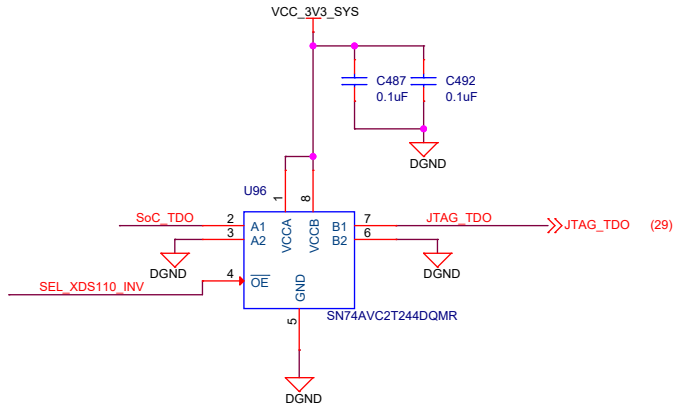 VCC_3V3_SYS
C487 C492
0.1uF 0.1uF
DGND
U96
1 8
SoC_TDO 2 A1 VCCA VCCB B1 7 JTAG_TDO JTAG_TDO (29)
3 A2 B2 6
DGND DGND
SEL_XDS110_INV 4 OE GND
5 SN74AVC2T244DQMR
DGND